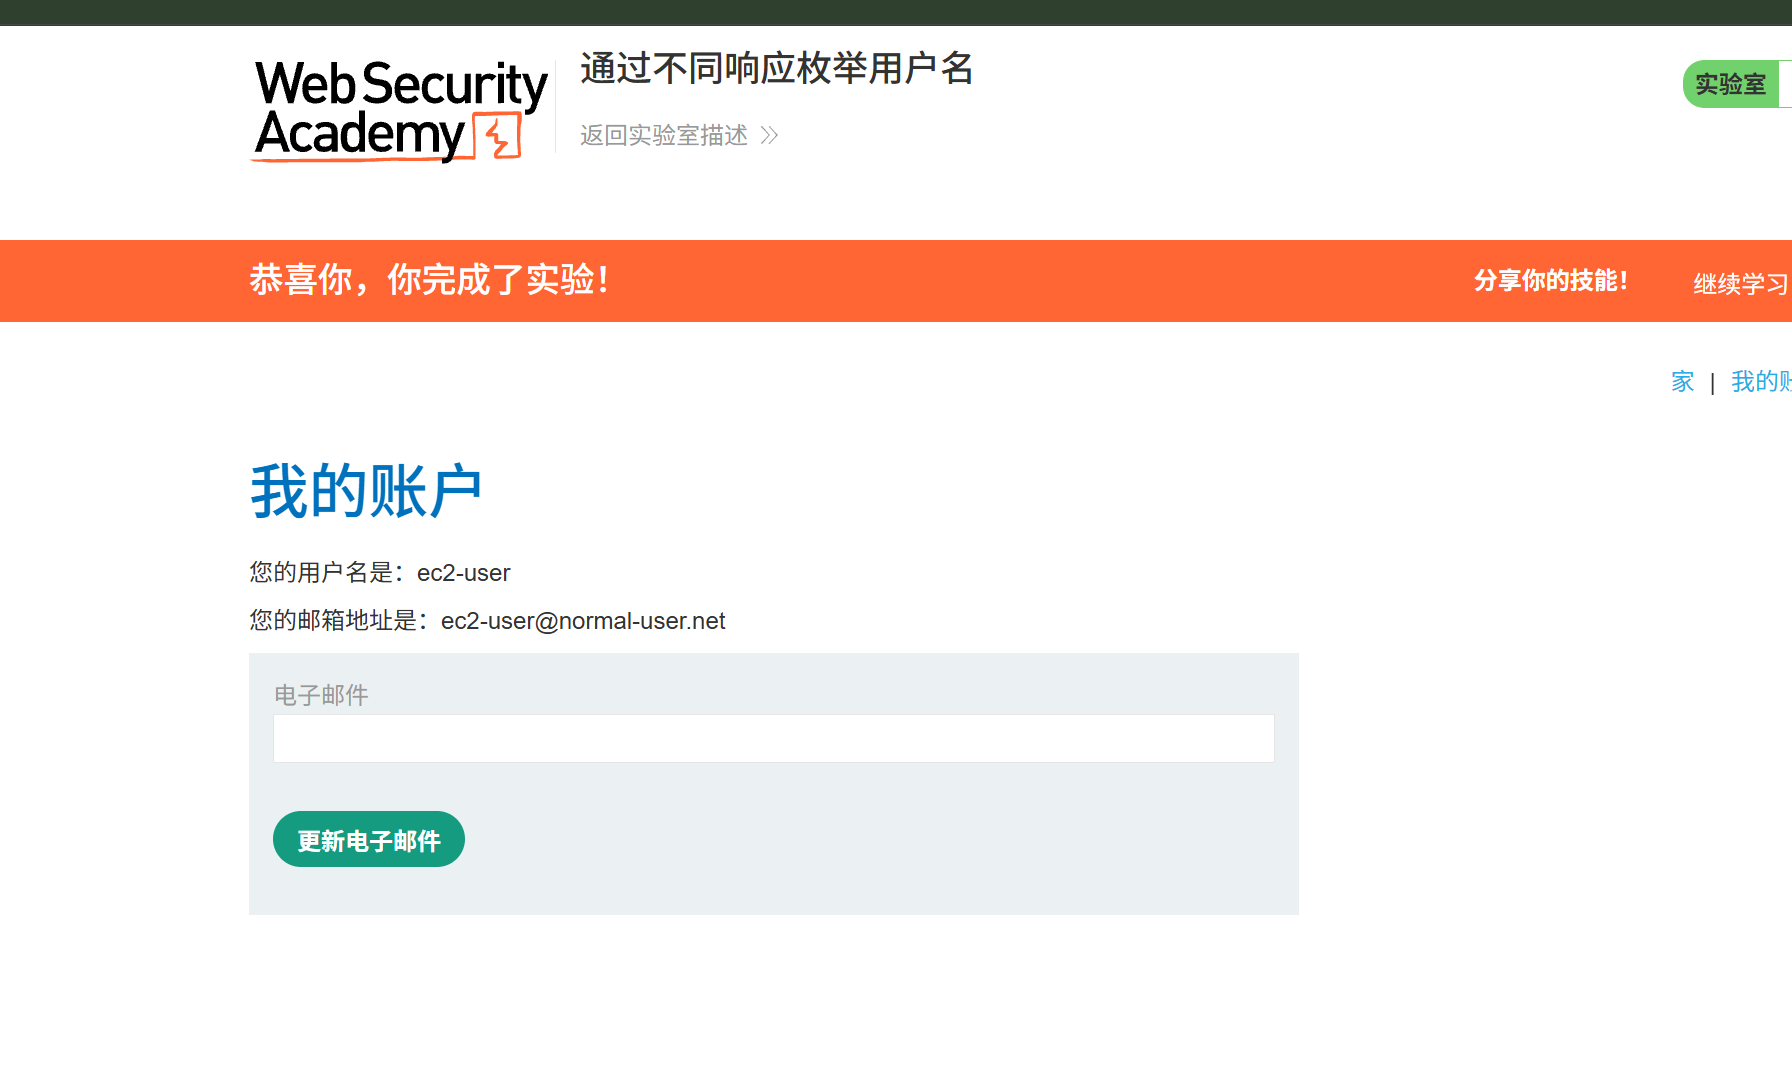 Web Security
Academy
通过不同响应枚举用户名
返回实验室描述
实验室
恭喜你，你完成了实验！
分享你的技能！
继续学习
家 | 我的账
我的账户
您的用户名是：ec2-user
您的邮箱地址是：ec2-user@normal-user.net
电子邮件
更新电子邮件